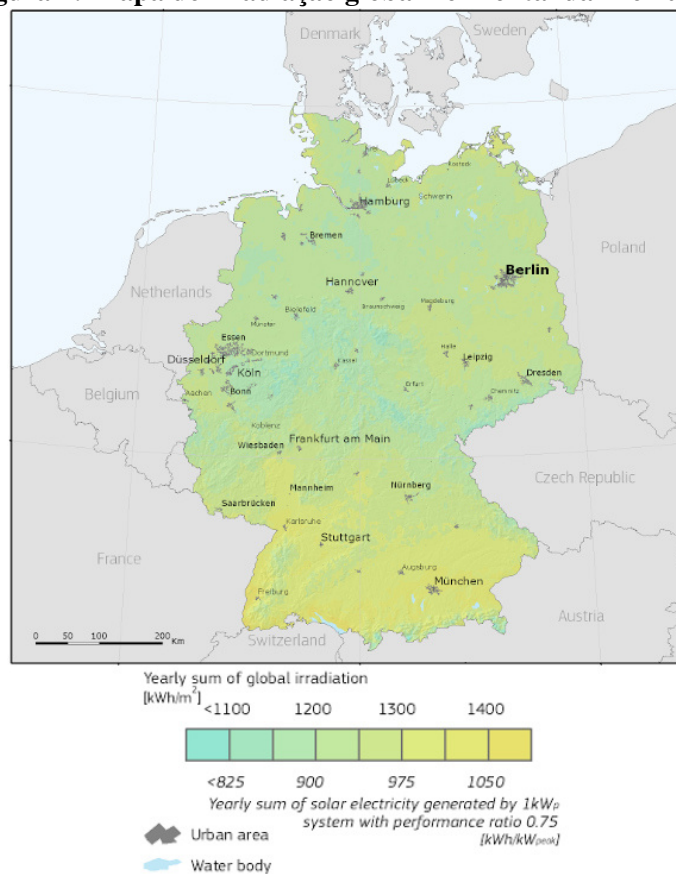 Denmark
Sweden
Rostock
Lübeck
Schwerin
Hamburg
Bremen
Poland
Berlin
Hannover
Netherlands
Braunschweig
Magdeburg
Bielefeld
Münster
Essen
Dortmund
Halle
Leipzig
Düsseldorf
Kassel
Köln
Dresden
Belgium
Bonn
Erfurt
Aachen
Chemnitz
Koblenz
Frankfurt am Main
Wiesbaden
Czech Republic
Mannheim
Nürnberg
Saarbrücken
Karlsruhe
Stuttgart
France
Augsburg
München
Freiburg
Austria
0 50 100 200 Km
Switzerland
Yearly sum of global irradiation
[kWh/m²]
<1100 1200 1300 1400
<825 900 975 1050
Yearly sum of solar electricity generated by 1kWp
system with performance ratio 0.75
[kWh/kWpeak]
Urban area
Water body